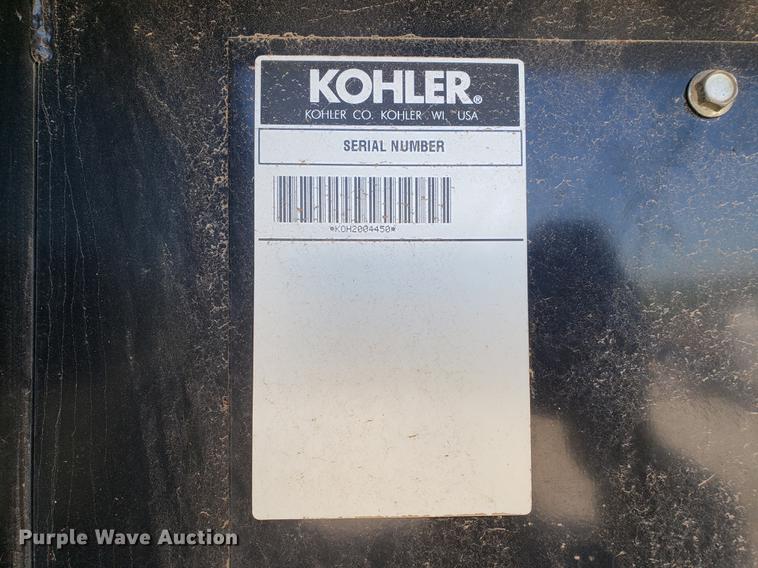 KOHLER®
KOHLER CO. KOHLER, WI. USA
SERIAL NUMBER
*KOH2004450*
Purple Wave Auction